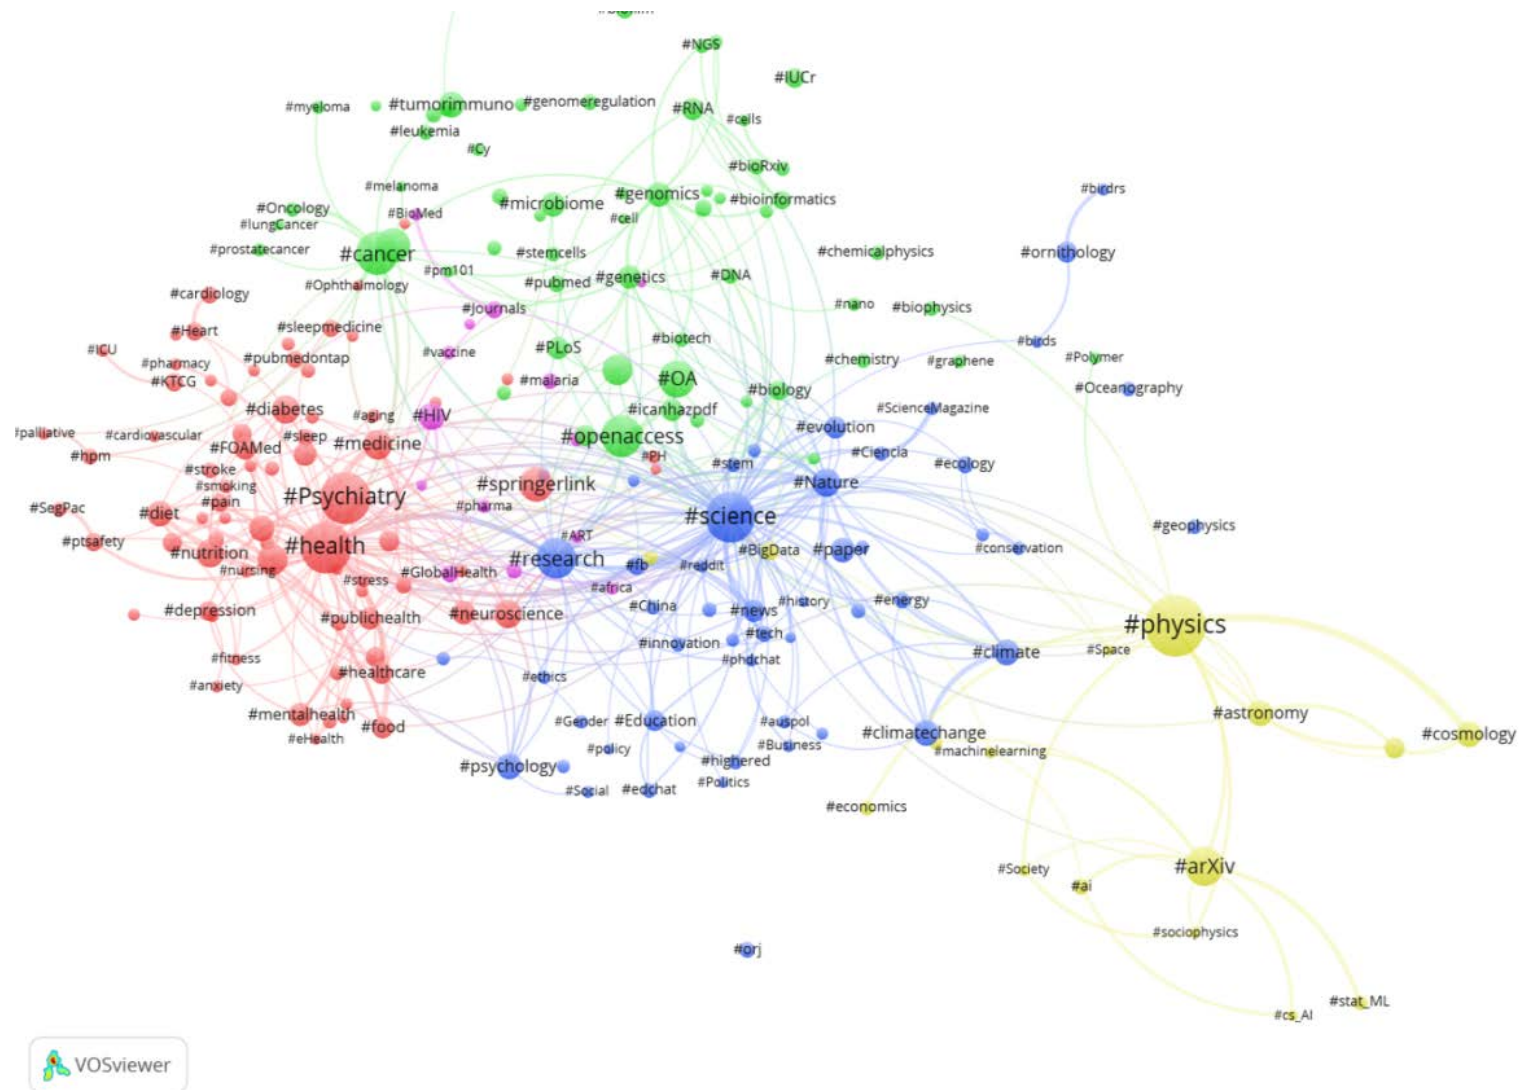 #NGS
#IUCr
#myeloma
#tumorimmuno
#genomeregulation
#RNA
#cells
#leukemia
#Cy
#bioRxiv
#melanoma
#genomics
#microbiome
#bioinformatics
#birdrs
#Oncology
#BioMed
#lungCancer
#cell
#prostatecancer
#cancer
#stemcells
#chemicalphysics
#ornithology
#pm101
#pubmed
#genetics
#DNA
#Ophthalmology
#cardiology
#Journals
#nano
#biophysics
#Heart
#sleepmedicine
#biotech
#birds
#ICU
#pharmacy
#pubmedontap
#vaccine
#PLoS
#chemistry
#graphene
#Polymer
#KTCG
#malaria
#OA
#biology
#Oceanography
#diabetes
#aging
#HIV
#icanhazpdf
#ScienceMagazine
#palliative
#cardiovascular
#sleep
#openaccess
#evolution
#hpm
#FOAMed
#medicine
#PH
#stem
#Ciencia
#ecology
#stroke
#smoking
#springerlink
#Nature
#Psychiatry
#SegPac
#pain
#pharma
#diet
#science
#geophysics
#ptsafety
#nutrition
#health
#ART
#research
#BigData
#paper
#conservation
#nursing
#stress
#GlobalHealth
#fb
#reddit
#africa
#depression
#publichealth
#neuroscience
#China
#news
#history
#energy
#physics
#innovation
#tech
#fitness
#healthcare
#phdchat
#climate
#Space
#anxiety
#ethics
#mentalhealth
#food
#Gender
#Education
#auspol
#climatechange
#astronomy
#eHealth
#policy
#Business
#machinelearning
#cosmology
#psychology
#highered
#Social
#edchat
#Politics
#economics
#Society
#ai
#arXiv
#sociophysics
#orj
#stat_ML
#cs_AI
VOSviewer